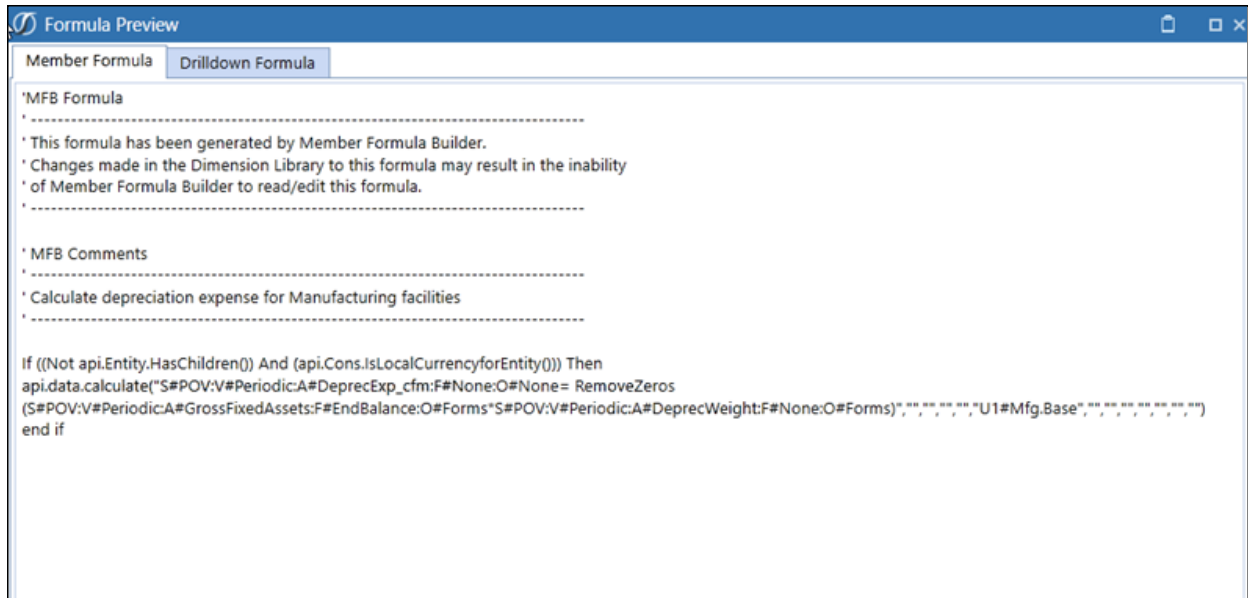 Formula Preview
Member Formula
Drilldown Formula
'MFB Formula
' -----------------------------------------------------------------------------------
' This formula has been generated by Member Formula Builder.
' Changes made in the Dimension Library to this formula may result in the inability
' of Member Formula Builder to read/edit this formula.
' -----------------------------------------------------------------------------------
' MFB Comments
' -----------------------------------------------------------------------------------
' Calculate depreciation expense for Manufacturing facilities
' -----------------------------------------------------------------------------------
If ((Not api.Entity.HasChildren()) And (api.Cons.IsLocalCurrencyforEntity())) Then
api.data.calculate("S#POV:V#Periodic:A#DeprecExp_cfm:F#None:O#None= RemoveZeros
(S#POV:V#Periodic:A#GrossFixedAssets:F#EndBalance:O#Forms*S#POV:V#Periodic:A#DeprecWeight:F#None:O#Forms)","","","","","U1#Mfg.Base","","","","","","","")
end if